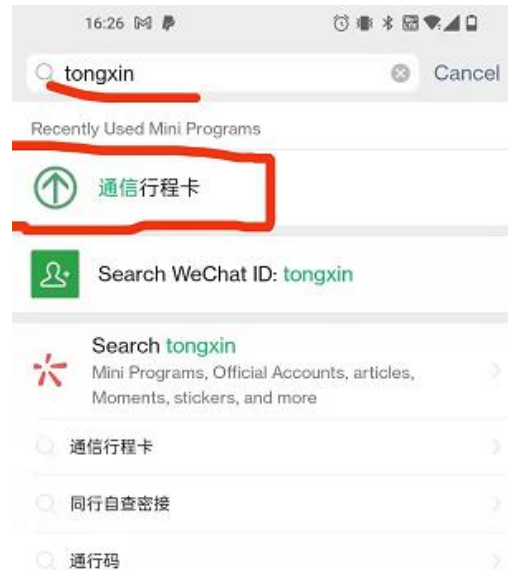 16:26
tongxin
Cancel
Recently Used Mini Programs
通信行程卡
Search WeChat ID: tongxin
Search tongxin
Mini Programs, Official Accounts, articles,
Moments, stickers, and more
通信行程卡
同行自查密接
通行码